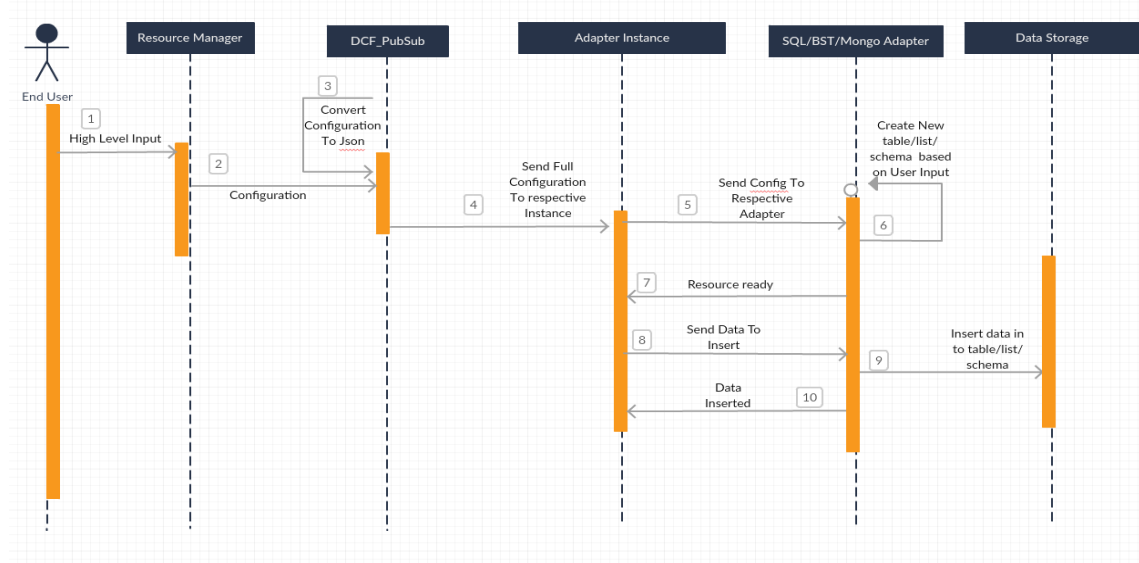 Resource Manager
DCF_PubSub
Adapter Instance
SQL/BST/Mongo Adapter
Data Storage
End User
1
High Level Input
2
Configuration
3
Convert
Configuration
To Json
4
Send Full
Configuration
To respective
Instance
5
Send Config To
Respective
Adapter
Create New
table/list/
schema based
on User Input
6
7
Resource ready
8
Send Data To
Insert
9
Insert data in
to table/list/
schema
10
Data
Inserted